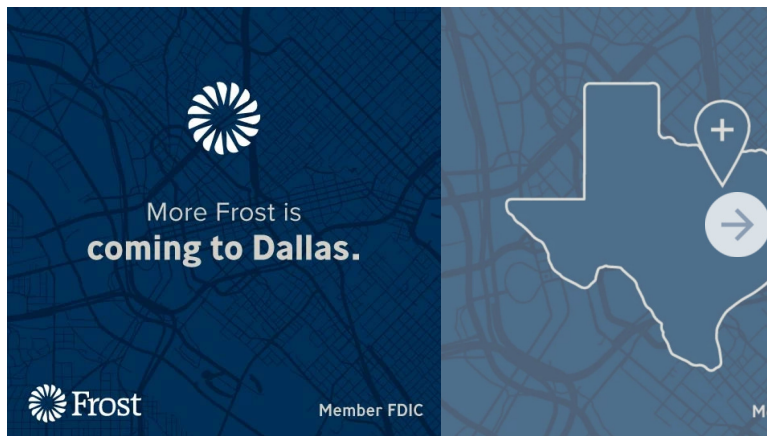 More Frost is
coming to Dallas.
Frost
Member FDIC
M